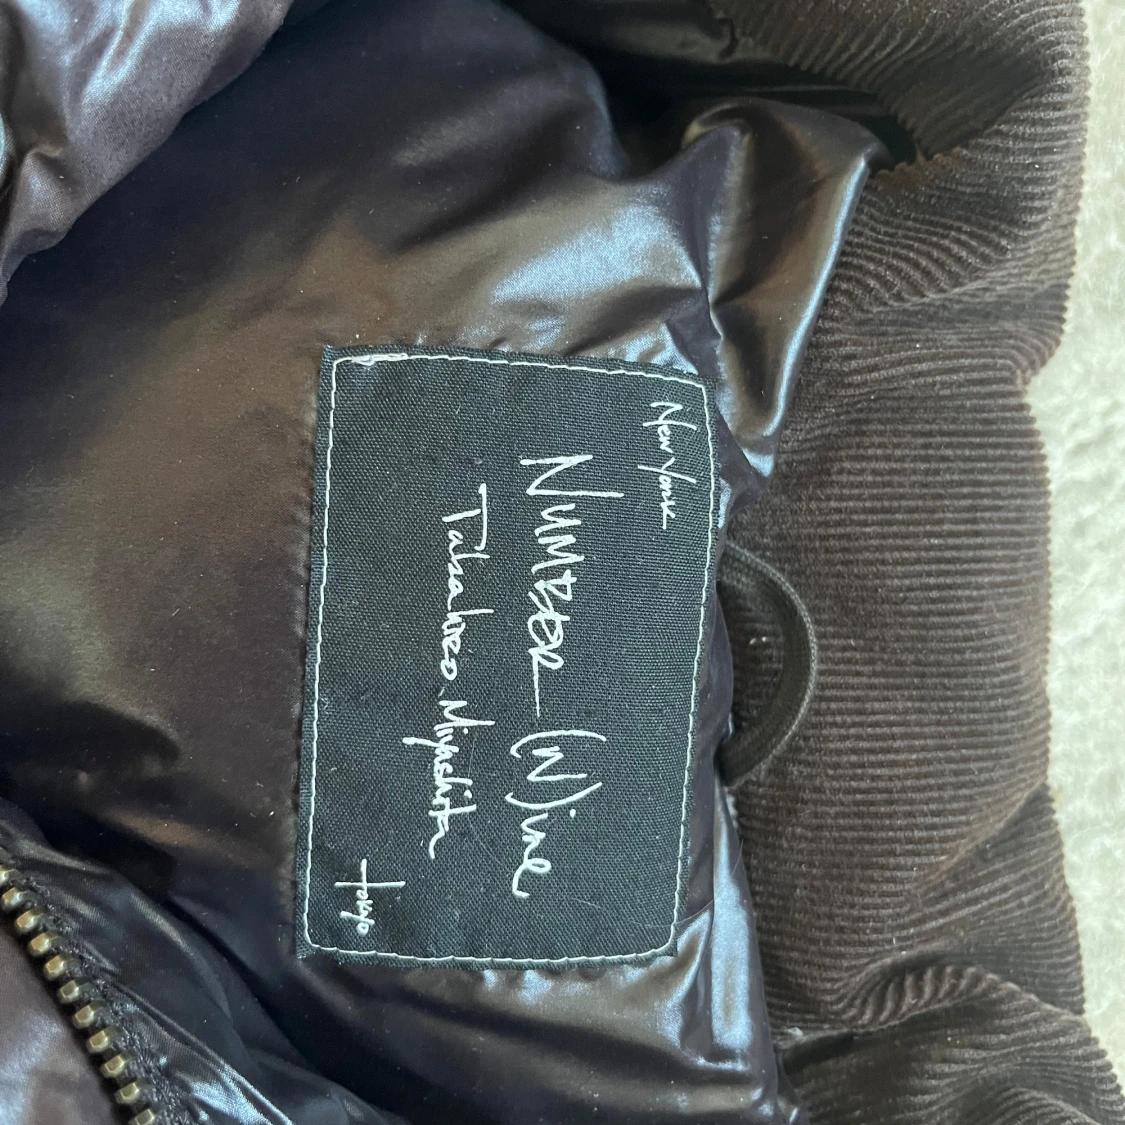 New York
NUMBER (N)ine
Takahiro Miyashita
Tokyo